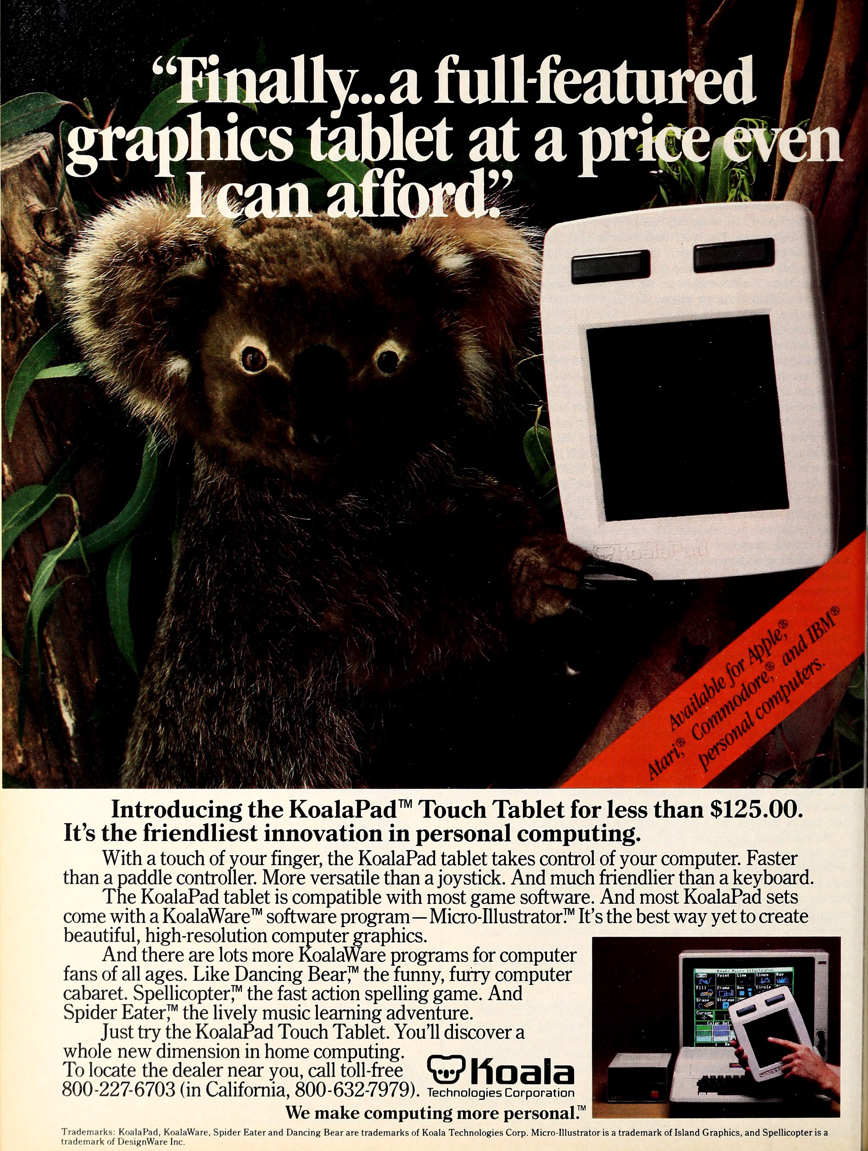 “Finally...a full-featured
graphics tablet at a price even
I can afford.”
KoalaPad
Available for Apple,®
Atari,® Commodore,® and IBM®
personal computers.
Introducing the KoalaPad™ Touch Tablet for less than $125.00.
It's the friendliest innovation in personal computing.
With a touch of your finger, the KoalaPad tablet takes control of your computer. Faster
than a paddle controller. More versatile than a joystick. And much friendlier than a keyboard.
The KoalaPad tablet is compatible with most game software. And most KoalaPad sets
come with a KoalaWare™ software program—Micro-Illustrator.™ It's the best way yet to create
beautiful, high-resolution computer graphics.
And there are lots more KoalaWare programs for computer
fans of all ages. Like Dancing Bear,™ the funny, furry computer
cabaret. Spellicopter,™ the fast action spelling game. And
Spider Eater,™ the lively music learning adventure.
Just try the KoalaPad Touch Tablet. You'll discover a
whole new dimension in home computing.
To locate the dealer near you, call toll-free
800-227-6703 (in California, 800-632-7979).
Koala
Technologies Corporation
We make computing more personal.™
Trademarks: KoalaPad, KoalaWare, Spider Eater and Dancing Bear are trademarks of Koala Technologies Corp. Micro-Illustrator is a trademark of Island Graphics, and Spellicopter is a
trademark of DesignWare Inc.